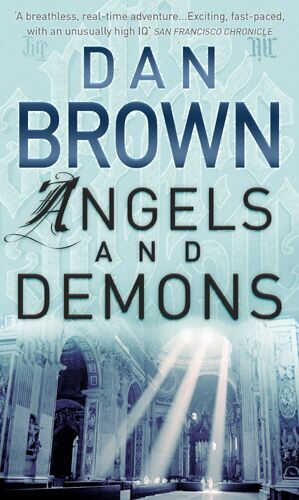 ‘A breathless, real-time adventure...Exciting, fast-paced,
with an unusually high IQ’ SAN FRANCISCO CHRONICLE
DAN
BROWN
ANGELS
AND
DEMONS